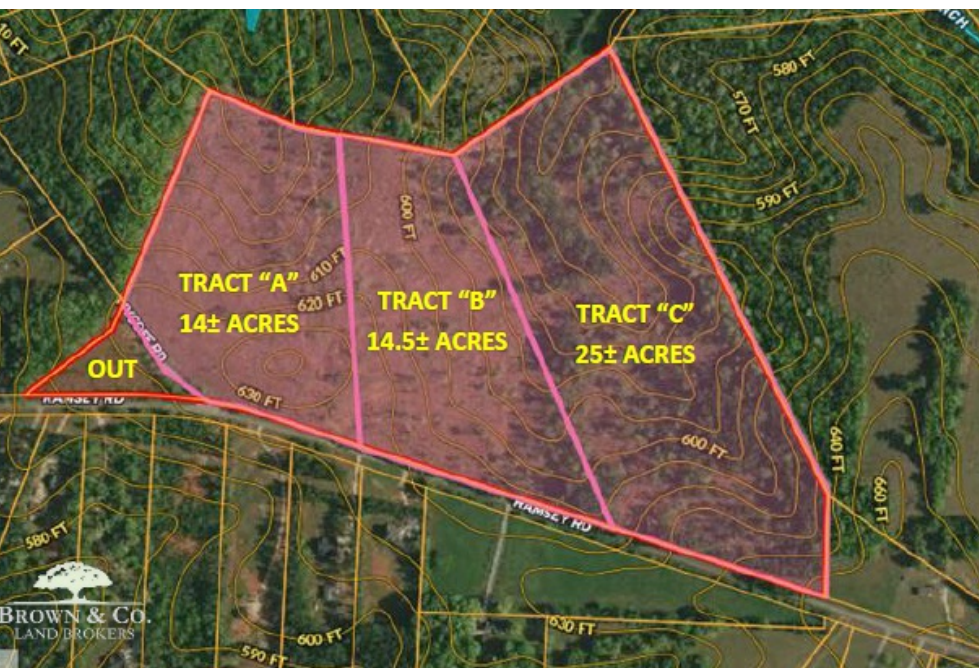 10 FT
580 FT
570 FT
590 FT
600 FT
610 FT
620 FT
TRACT “A”
14± ACRES
TRACT “B”
14.5± ACRES
TRACT “C”
25± ACRES
OUT
RAMSEY RD
630 FT
600 FT
640 FT
660 FT
RAMSEY RD
580 FT
BROWN & CO.
LAND BROKERS
600 FT
590 FT
630 FT